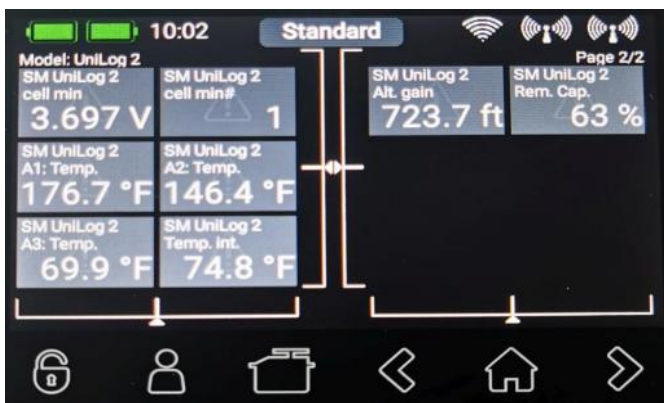 10:02
Standard
Model: UniLog 2
Page 2/2
SM UniLog 2
cell min
3.697 V
SM UniLog 2
cell min#
1
SM UniLog 2
Alt. gain
723.7 ft
SM UniLog 2
Rem. Cap.
63 %
SM UniLog 2
A1: Temp.
176.7 °F
SM UniLog 2
A2: Temp.
146.4 °F
SM UniLog 2
A3: Temp.
69.9 °F
SM UniLog 2
Temp. int.
74.8 °F